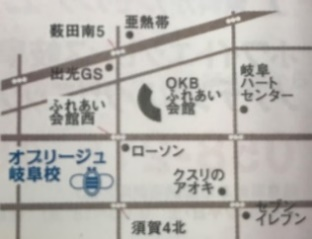 薮田南5
亜熱帯
出光GS
OKB
ふれあい
会館
岐阜
ハート
センター
ふれあい
会館西
オブリージュ
岐阜校
ローソン
クスリの
アオキ
セブン
イレブン
須賀4北